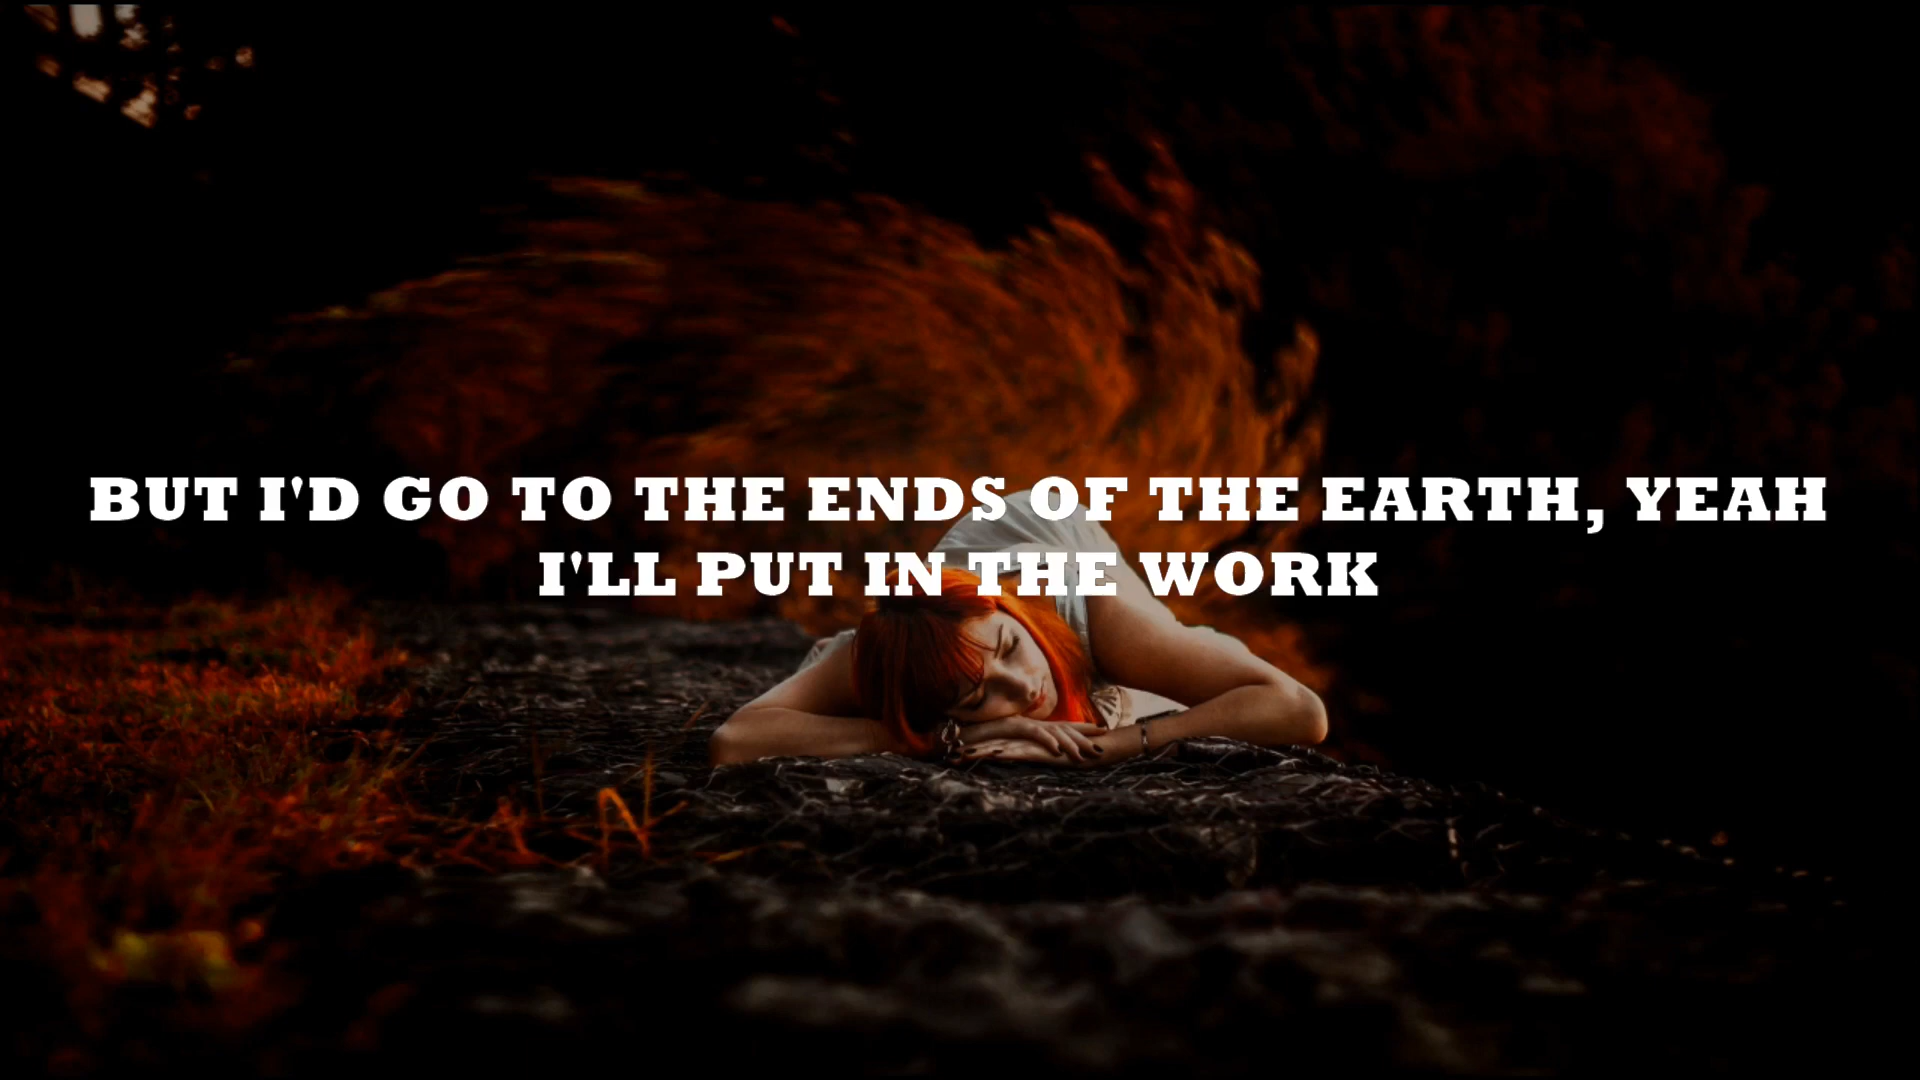 BUT I'D GO TO THE ENDS OF THE EARTH, YEAH
I'LL PUT IN THE WORK